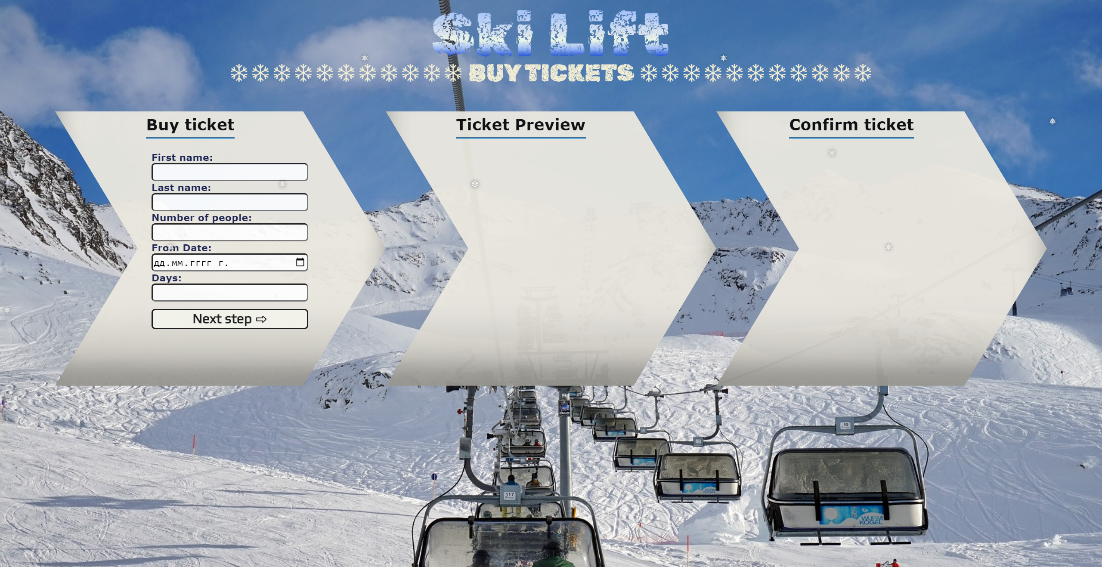 Ski Lift
❄❄❄❄❄❄❄❄❄❄❄ BUY TICKETS ❄❄❄❄❄❄❄❄❄❄❄
Buy ticket
First name:
Last name:
Number of people:
From Date:
дд.мм.гггг г.
Days:
Next step ⇨
Ticket Preview
Confirm ticket